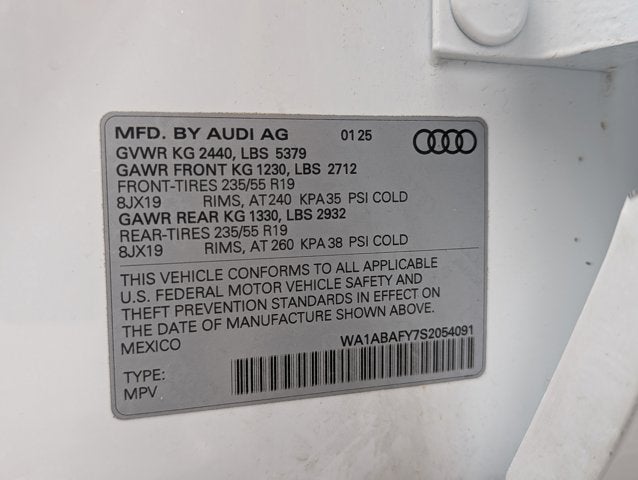 MFD. BY AUDI AG 01 25
GVWR KG 2440, LBS 5379
GAWR FRONT KG 1230, LBS 2712
FRONT-TIRES 235/55 R19
8JX19 RIMS, AT 240 KPA 35 PSI COLD
GAWR REAR KG 1330, LBS 2932
REAR-TIRES 235/55 R19
8JX19 RIMS, AT 260 KPA 38 PSI COLD
THIS VEHICLE CONFORMS TO ALL APPLICABLE
U.S. FEDERAL MOTOR VEHICLE SAFETY AND
THEFT PREVENTION STANDARDS IN EFFECT ON
THE DATE OF MANUFACTURE SHOWN ABOVE.
MEXICO WA1ABAFY7S2054091
TYPE:
MPV